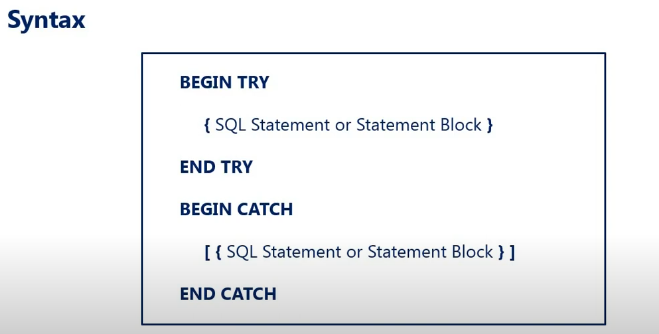 Syntax
BEGIN TRY
{ SQL Statement or Statement Block }
END TRY
BEGIN CATCH
[ { SQL Statement or Statement Block } ]
END CATCH